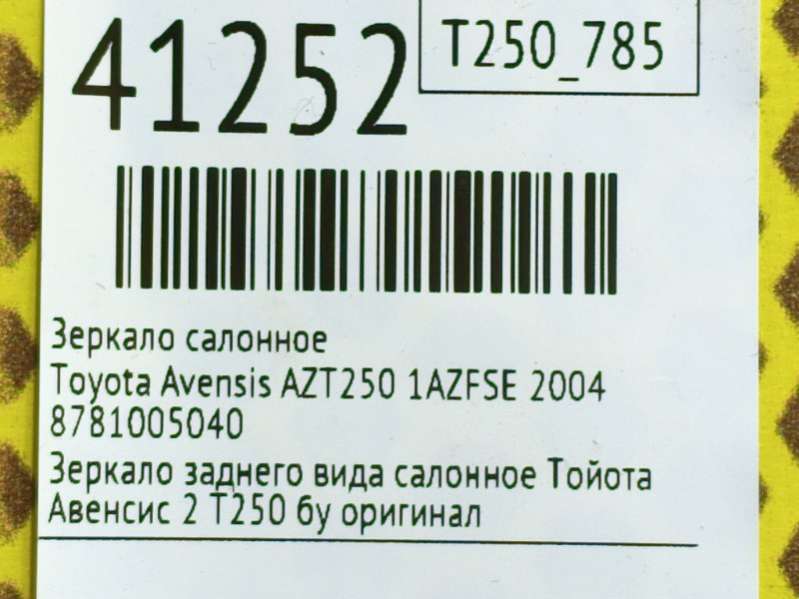 41252
T250_785
Зеркало салонное
Toyota Avensis AZT250 1AZFSE 2004
8781005040
Зеркало заднего вида салонное Тойота
Авенсис 2 Т250 бу оригинал